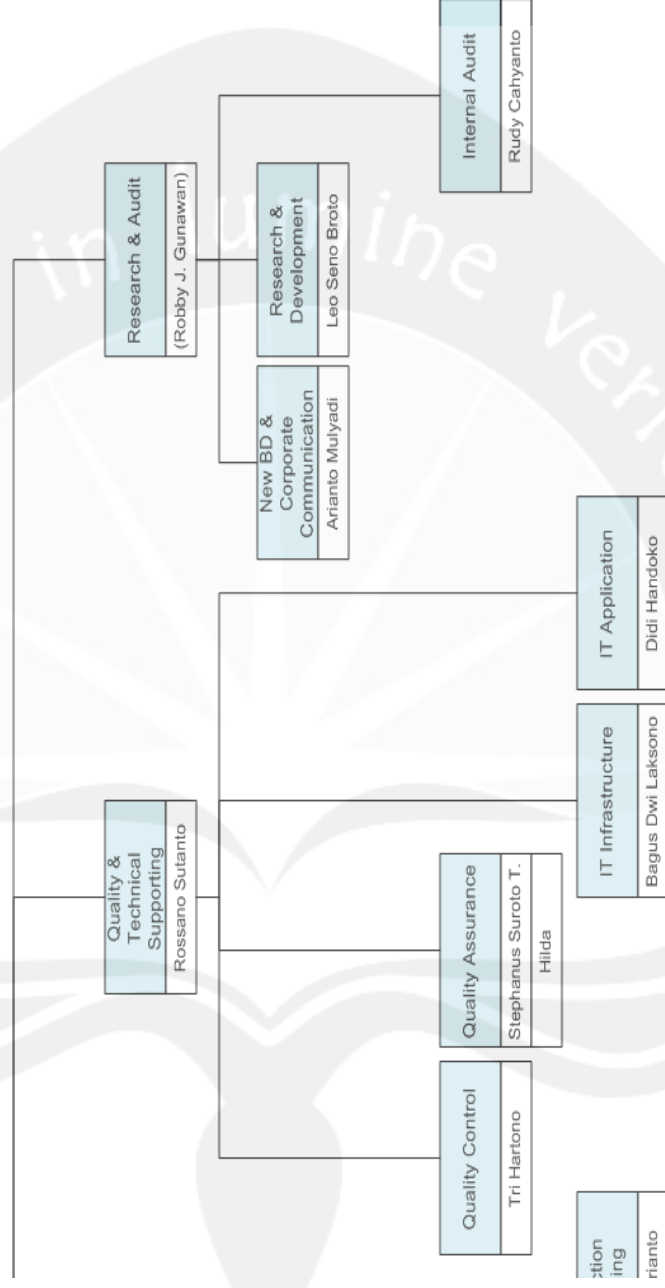 Quality &
Technical
Supporting
Rossano Sutanto
Research & Audit
(Robby J. Gunawan)
New BD &
Corporate
Communication
Arianto Mulyadi
Research &
Development
Leo Seno Broto
Quality Control
Tri Hartono
Quality Assurance
Stephanus Suroto T.
Hilda
Internal Audit
Rudy Cahyanto
IT Infrastructure
Bagus Dwi Laksono
IT Application
Didi Handoko
in lumine